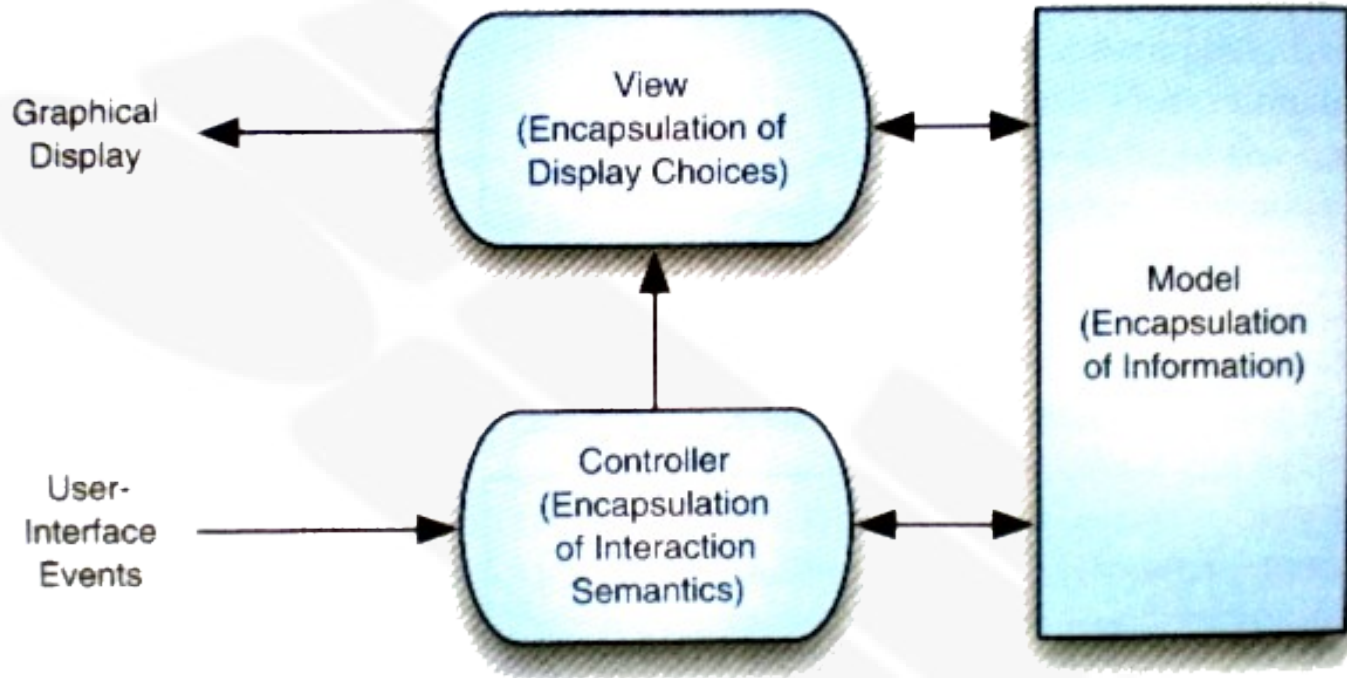 Graphical
Display
View
(Encapsulation of
Display Choices)
Model
(Encapsulation
of Information)
User-
Interface
Events
Controller
(Encapsulation
of Interaction
Semantics)